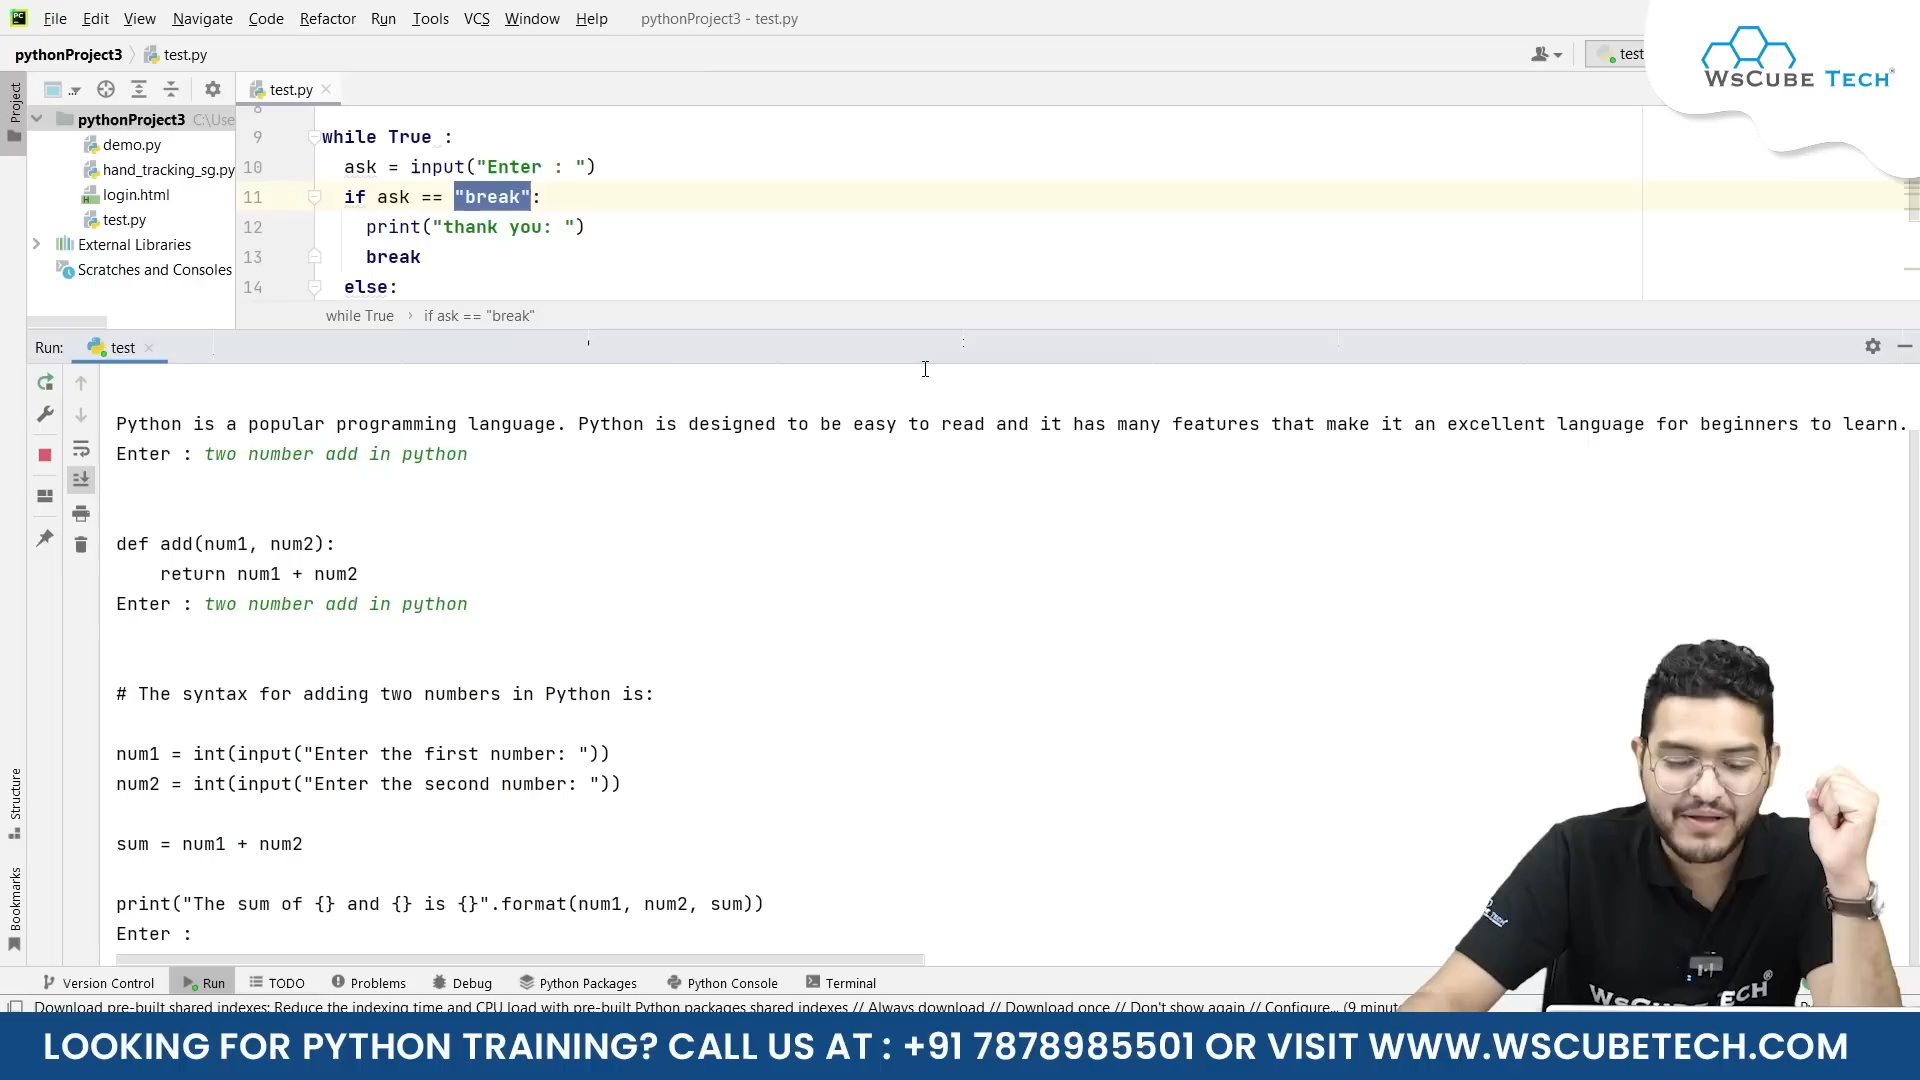 File Edit View Navigate Code Refactor Run Tools VCS Window Help pythonProject3 - test.py
pythonProject3 test.py
test
WsCube Tech
Project
test.py
pythonProject3 C:\Use
demo.py
hand_tracking_sg.py
login.html
test.py
External Libraries
Scratches and Consoles
8
9 while True :
10 ask = input("Enter : ")
11 if ask == "break":
12 print("thank you: ")
13 break
14 else:
while True › if ask == "break"
Run: test
Python is a popular programming language. Python is designed to be easy to read and it has many features that make it an excellent language for beginners to learn.
Enter : two number add in python
def add(num1, num2):
return num1 + num2
Enter : two number add in python
# The syntax for adding two numbers in Python is:
num1 = int(input("Enter the first number: "))
num2 = int(input("Enter the second number: "))
sum = num1 + num2
print("The sum of {} and {} is {}".format(num1, num2, sum))
Enter :
Structure
Bookmarks
Version Control Run TODO Problems Debug Python Packages Python Console Terminal
Download pre-built shared indexes: Reduce the indexing time and CPU load with pre-built Python packages shared indexes // Always download // Download once // Don't show again // Configure... (9 minut
LOOKING FOR PYTHON TRAINING? CALL US AT : +91 7878985501 OR VISIT WWW.WSCUBETECH.COM